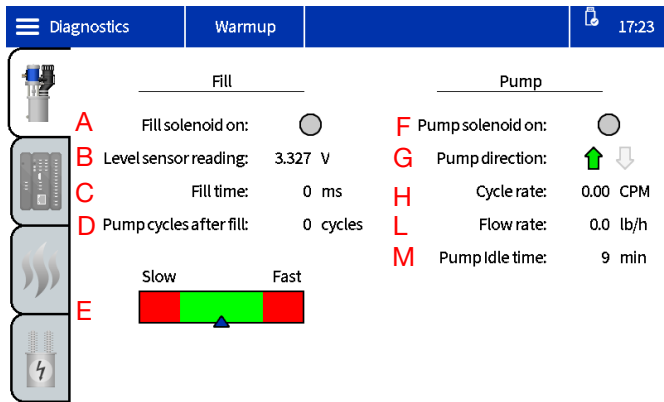 Diagnostics Warmup 17:23
Fill
A Fill solenoid on:
B Level sensor reading: 3.327 V
C Fill time: 0 ms
D Pump cycles after fill: 0 cycles
Slow Fast
E
Pump
F Pump solenoid on:
G Pump direction:
H Cycle rate: 0.00 CPM
L Flow rate: 0.0 lb/h
M Pump Idle time: 9 min